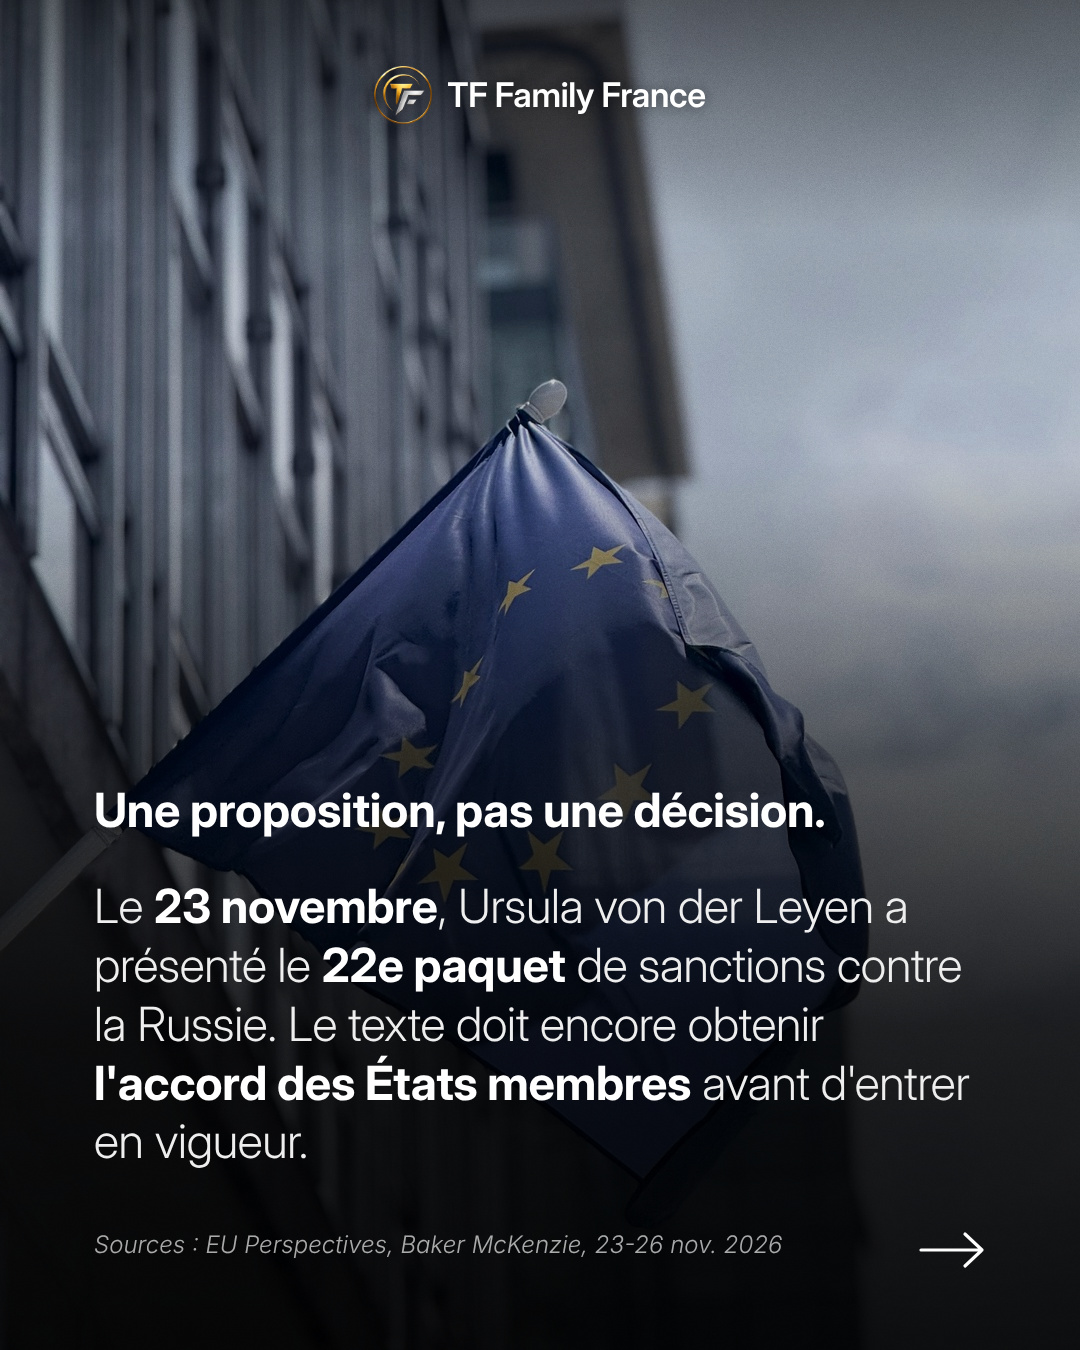 TF Family France
Une proposition, pas une décision.
Le 23 novembre, Ursula von der Leyen a
présenté le 22e paquet de sanctions contre
la Russie. Le texte doit encore obtenir
l'accord des États membres avant d'entrer
en vigueur.
Sources : EU Perspectives, Baker McKenzie, 23-26 nov. 2026